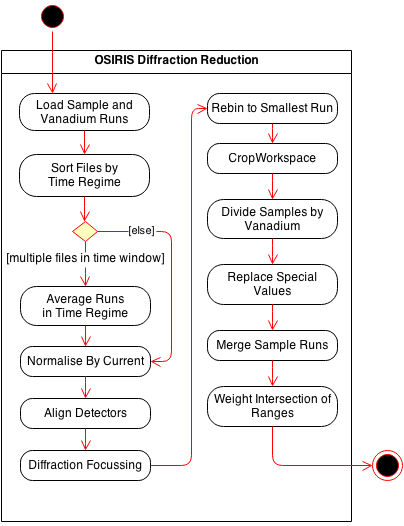 OSIRIS Diffraction Reduction
Load Sample and
Vanadium Runs
Sort Files by
Time Regime
[else]
[multiple files in time window]
Average Runs
in Time Regime
Normalise By Current
Align Detectors
Diffraction Focussing
Rebin to Smallest Run
CropWorkspace
Divide Samples by
Vanadium
Replace Special
Values
Merge Sample Runs
Weight Intersection of
Ranges